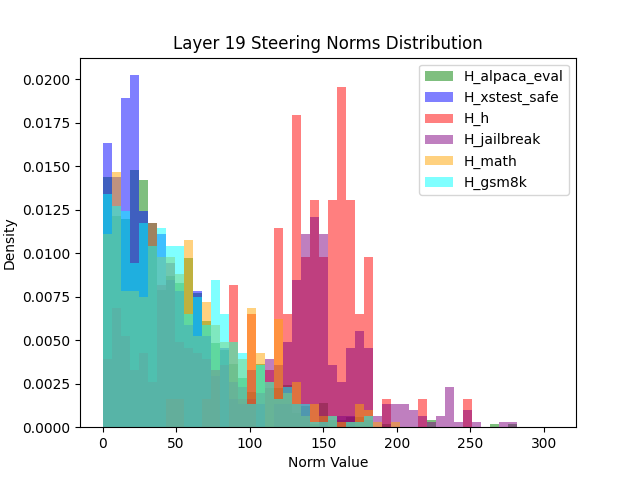 Layer 19 Steering Norms Distribution
H_alpaca_eval
H_xstest_safe
H_h
H_jailbreak
H_math
H_gsm8k
Density
0.0200
0.0175
0.0150
0.0125
0.0100
0.0075
0.0050
0.0025
0.0000
0
50
100
150
200
250
300
Norm Value